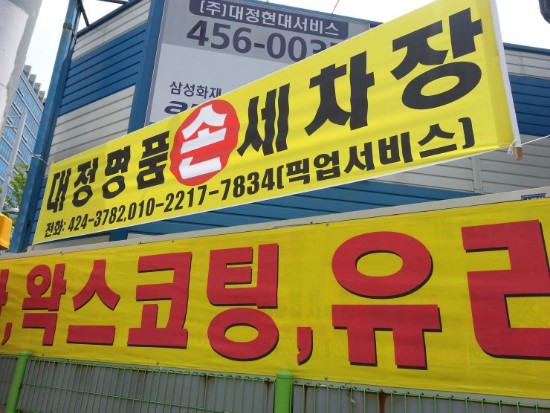 (주)대정현대서비스
456-003
삼성화재
대정명품손세차장
전화: 424-3782,010-2217-7834(픽업서비스)
,왁스코팅,유리